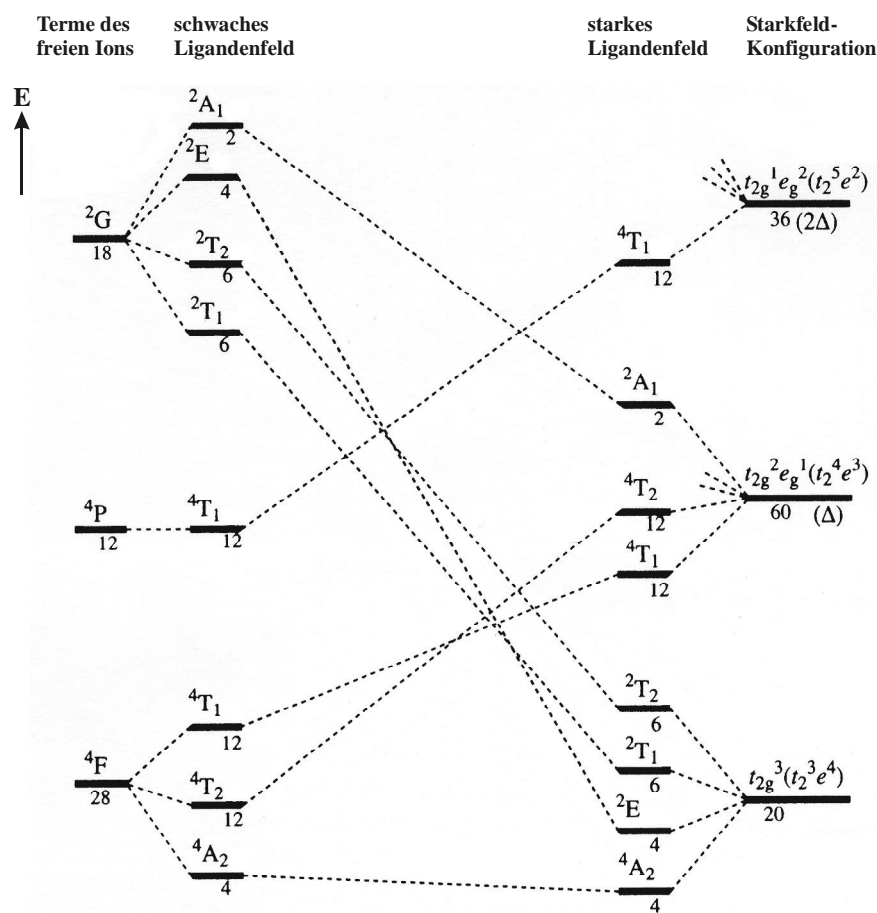 Terme des
freien Ions
schwaches
Ligandenfeld
starkes
Ligandenfeld
Starkfeld-
Konfiguration
E
²A₁
2
²E
4
t₂g¹eg²(t₂⁵e²)
36 (2Δ)
²G
18
²T₂
6
⁴T₁
12
²T₁
6
²A₁
2
t₂g²eg¹(t₂⁴e³)
60 (Δ)
⁴P
12
⁴T₁
12
⁴T₂
12
⁴T₁
12
⁴T₁
12
²T₂
6
⁴F
28
⁴T₂
12
²T₁
6
t₂g³(t₂³e⁴)
20
²E
4
⁴A₂
4
⁴A₂
4